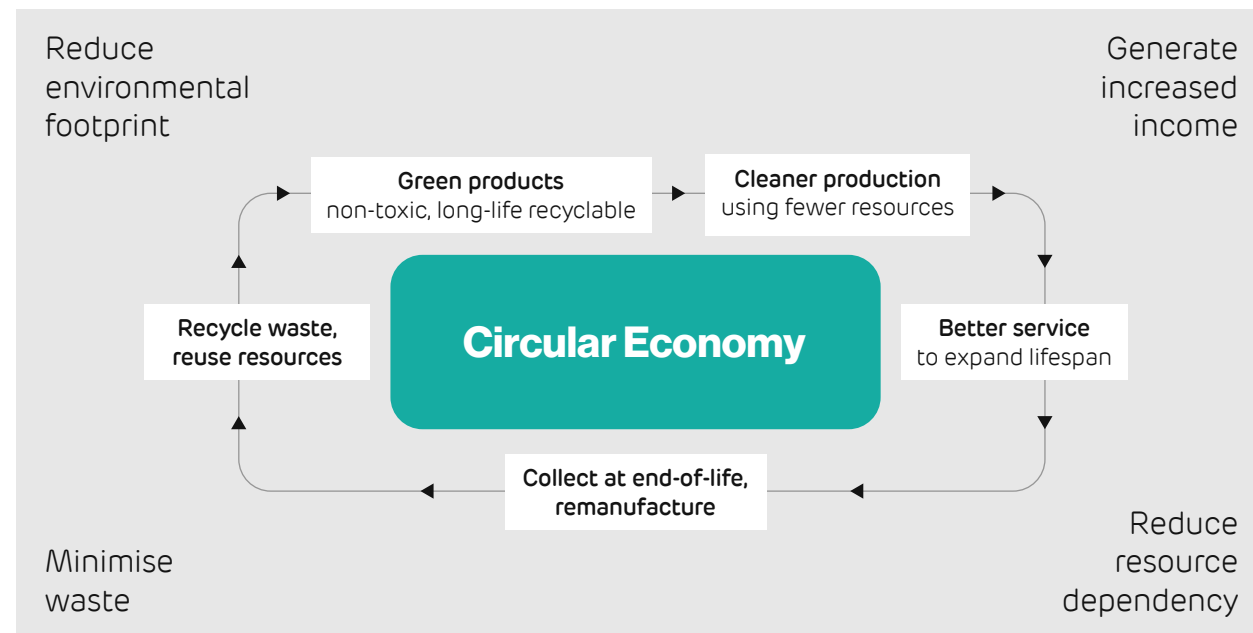 Reduce
environmental
footprint
Generate
increased
income
Green products
non-toxic, long-life recyclable
Cleaner production
using fewer resources
Recycle waste,
reuse resources
Circular Economy
Better service
to expand lifespan
Collect at end-of-life,
remanufacture
Minimise
waste
Reduce
resource
dependency